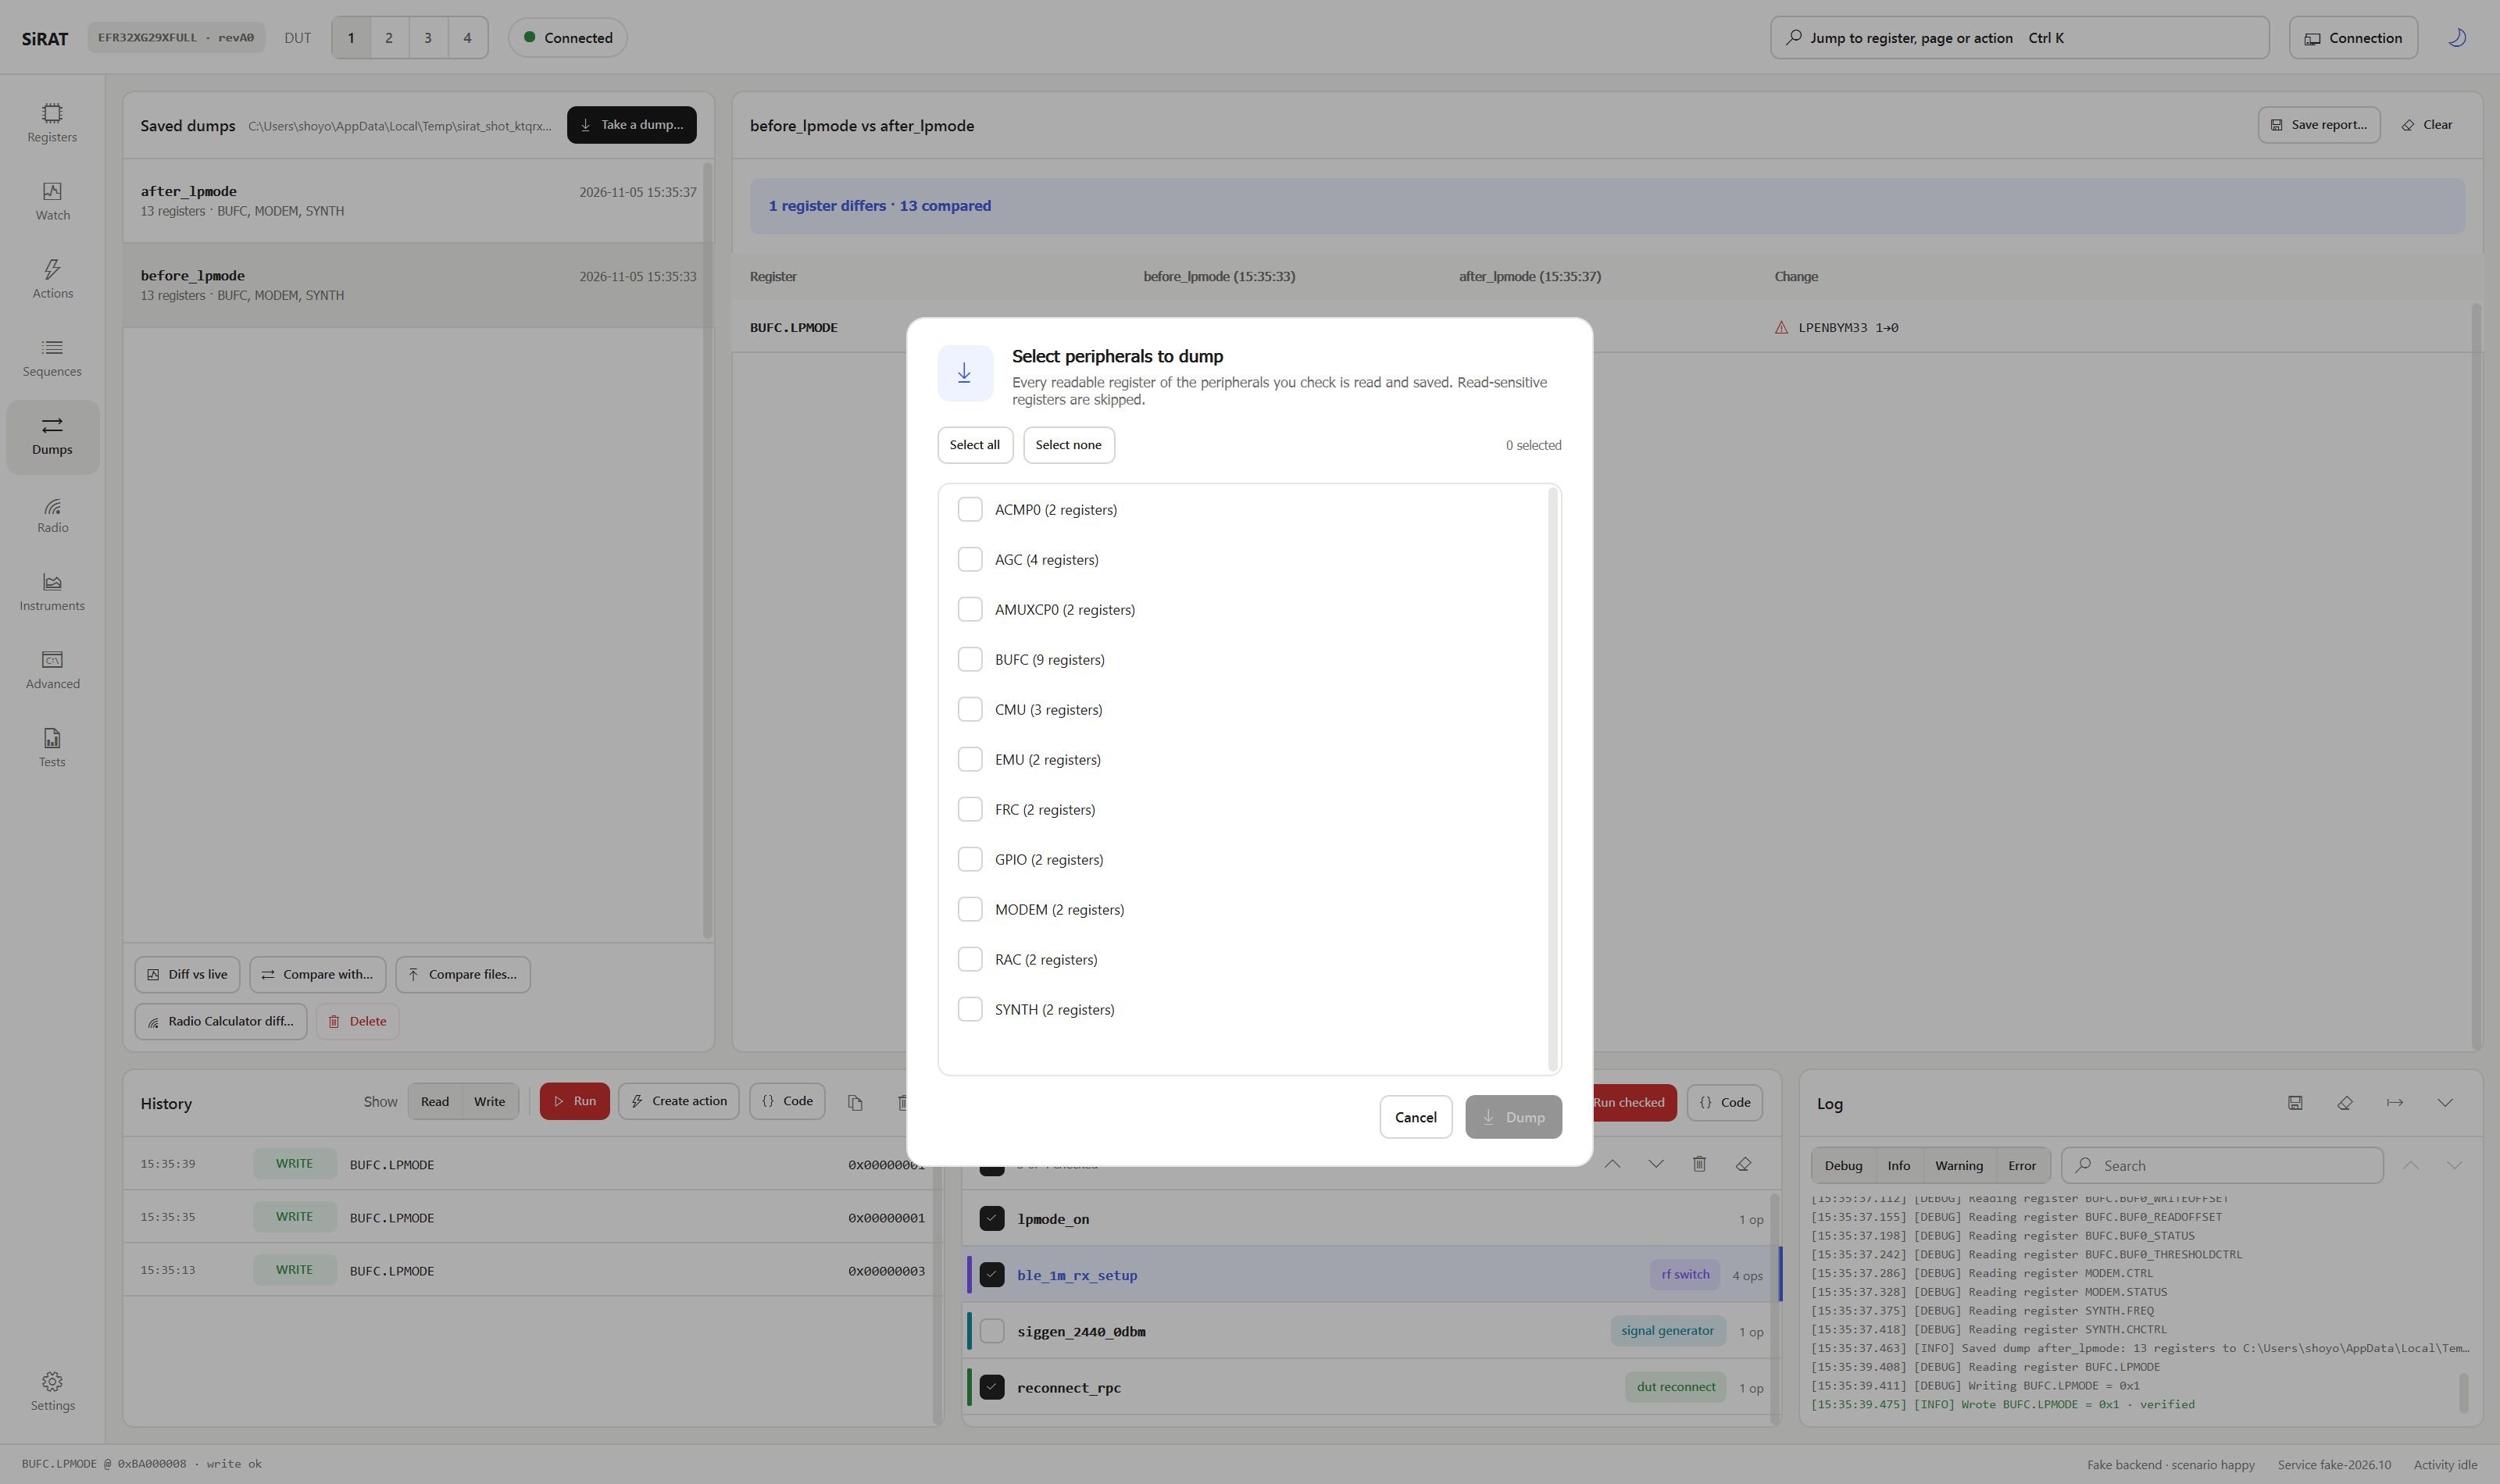 SiRAT
EFR32XG29XFULL · revA0
DUT
1 2 3 4
Connected
Jump to register, page or action Ctrl K
Connection
Registers
Watch
Actions
Sequences
Dumps
Radio
Instruments
Advanced
Tests
Settings
Saved dumps C:\Users\shoyo\AppData\Local\Temp\sirat_shot_ktqrx...
Take a dump...
after_lpmode 2026-11-05 15:35:37
13 registers · BUFC, MODEM, SYNTH
before_lpmode 2026-11-05 15:35:33
13 registers · BUFC, MODEM, SYNTH
Diff vs live
Compare with...
Compare files...
Radio Calculator diff...
Delete
before_lpmode vs after_lpmode
Save report...
Clear
1 register differs · 13 compared
Register before_lpmode (15:35:33) after_lpmode (15:35:37) Change
BUFC.LPMODE LPENBYM33 1→0
Select peripherals to dump
Every readable register of the peripherals you check is read and saved. Read-sensitive
registers are skipped.
Select all
Select none
0 selected
ACMP0 (2 registers)
AGC (4 registers)
AMUXCP0 (2 registers)
BUFC (9 registers)
CMU (3 registers)
EMU (2 registers)
FRC (2 registers)
GPIO (2 registers)
MODEM (2 registers)
RAC (2 registers)
SYNTH (2 registers)
Cancel
Dump
History
Show
Read
Write
Run
Create action
{} Code
15:35:39 WRITE BUFC.LPMODE 0x00000001
15:35:35 WRITE BUFC.LPMODE 0x00000001
15:35:13 WRITE BUFC.LPMODE 0x00000003
Run checked
{} Code
lpmode_on 1 op
ble_1m_rx_setup rf switch 4 ops
siggen_2440_0dbm signal generator 1 op
reconnect_rpc dut reconnect 1 op
Log
Debug Info Warning Error
Search
[15:35:37.112] [DEBUG] Reading register BUFC.BUF0_WRITEOFFSET
[15:35:37.155] [DEBUG] Reading register BUFC.BUF0_READOFFSET
[15:35:37.198] [DEBUG] Reading register BUFC.BUF0_STATUS
[15:35:37.242] [DEBUG] Reading register BUFC.BUF0_THRESHOLDCTRL
[15:35:37.286] [DEBUG] Reading register MODEM.CTRL
[15:35:37.328] [DEBUG] Reading register MODEM.STATUS
[15:35:37.375] [DEBUG] Reading register SYNTH.FREQ
[15:35:37.418] [DEBUG] Reading register SYNTH.CHCTRL
[15:35:37.463] [INFO] Saved dump after_lpmode: 13 registers to C:\Users\shoyo\AppData\Local\Tem...
[15:35:39.408] [DEBUG] Reading register BUFC.LPMODE
[15:35:39.411] [DEBUG] Writing BUFC.LPMODE = 0x1
[15:35:39.475] [INFO] Wrote BUFC.LPMODE = 0x1 · verified
BUFC.LPMODE @ 0xBA000008 · write ok
Fake backend · scenario happy
Service fake-2026.10
Activity idle